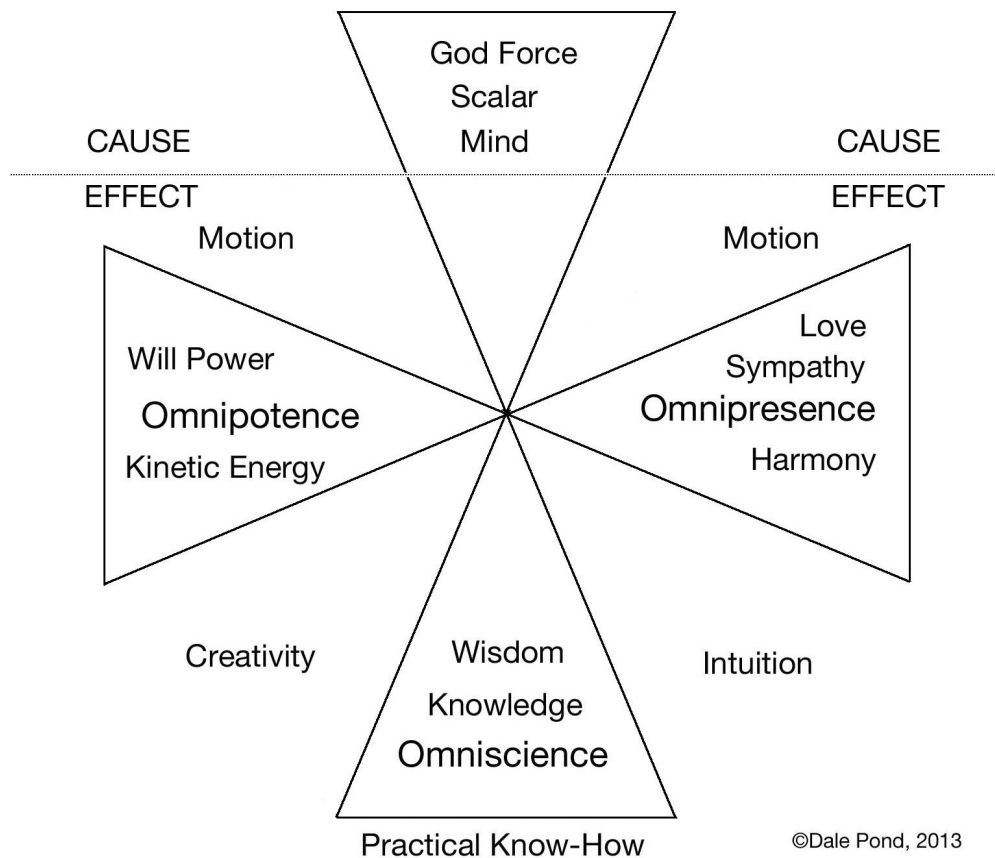 God Force
Scalar
Mind
CAUSE
CAUSE
EFFECT
EFFECT
Motion
Motion
Will Power
Omnipotence
Kinetic Energy
Love
Sympathy
Omnipresence
Harmony
Creativity
Wisdom
Knowledge
Omniscience
Intuition
Practical Know-How
©Dale Pond, 2013